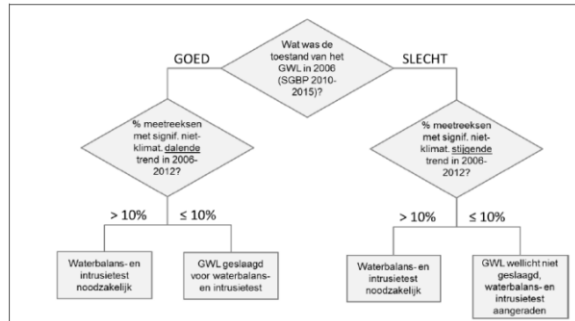 GOED
Wat was de
toestand van het
GWL in 2006
(SGBP 2010-
2015)?
SLECHT
% meetreeksen
met signif. niet-
klimat. dalende
trend in 2006-
2012?
% meetreeksen
met signif. niet-
klimat. stijgende
trend in 2006-
2012?
> 10%
≤ 10%
> 10%
≤ 10%
Waterbalans- en
intrusietest
noodzakelijk
GWL geslaagd
voor waterbalans-
en intrusietest
Waterbalans- en
intrusietest
noodzakelijk
GWL wellicht niet
geslaagd,
waterbalans- en
intrusietest
aangeraden